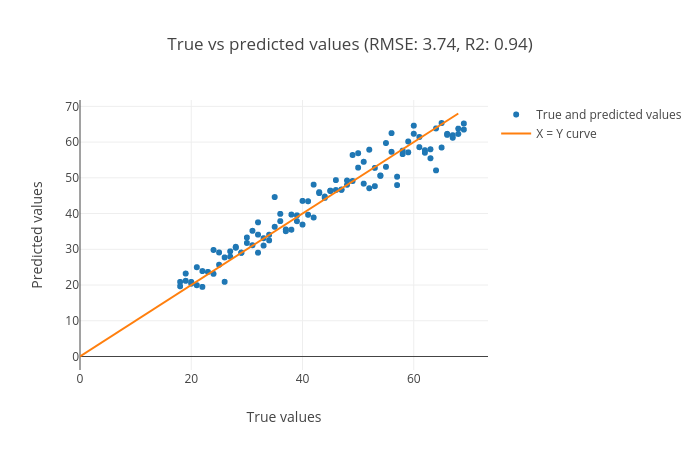 True vs predicted values (RMSE: 3.74, R2: 0.94)
True and predicted values
X = Y curve
Predicted values
70
60
50
40
30
20
10
0
0 20 40 60
True values